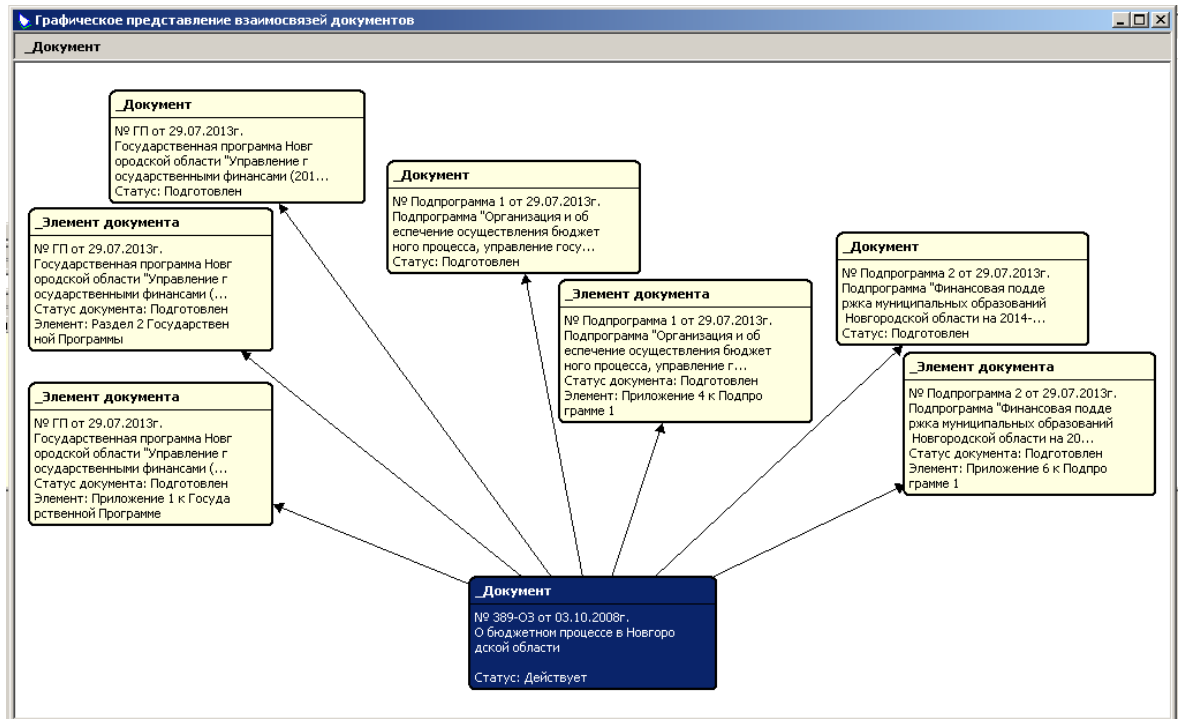 Графическое представление взаимосвязей документов
_Документ
_Документ
№ ГП от 29.07.2013г.
Государственная программа Новг
ородской области "Управление г
осударственными финансами (201...
Статус: Подготовлен
_Документ
№ Подпрограмма 1 от 29.07.2013г.
Подпрограмма "Организация и об
еспечение осуществления бюджет
ного процесса, управление госу...
Статус: Подготовлен
_Элемент документа
№ ГП от 29.07.2013г.
Государственная программа Новг
ородской области "Управление г
осударственными финансами (...
Статус документа: Подготовлен
Элемент: Раздел 2 Государствен
ной Программы
_Документ
№ Подпрограмма 2 от 29.07.2013г.
Подпрограмма "Финансовая подде
ржка муниципальных образований
Новгородской области на 2014-...
Статус: Подготовлен
_Элемент документа
№ Подпрограмма 1 от 29.07.2013г.
Подпрограмма "Организация и об
еспечение осуществления бюджет
ного процесса, управление г...
Статус документа: Подготовлен
Элемент: Приложение 4 к Подпро
грамме 1
_Элемент документа
№ Подпрограмма 2 от 29.07.2013г.
Подпрограмма "Финансовая подде
ржка муниципальных образований
Новгородской области на 20...
Статус документа: Подготовлен
Элемент: Приложение 6 к Подпро
грамме 1
_Элемент документа
№ ГП от 29.07.2013г.
Государственная программа Новг
ородской области "Управление г
осударственными финансами (...
Статус документа: Подготовлен
Элемент: Приложение 1 к Госуда
рственной Программе
_Документ
№ 389-ОЗ от 03.10.2008г.
О бюджетном процессе в Новгоро
дской области
Статус: Действует